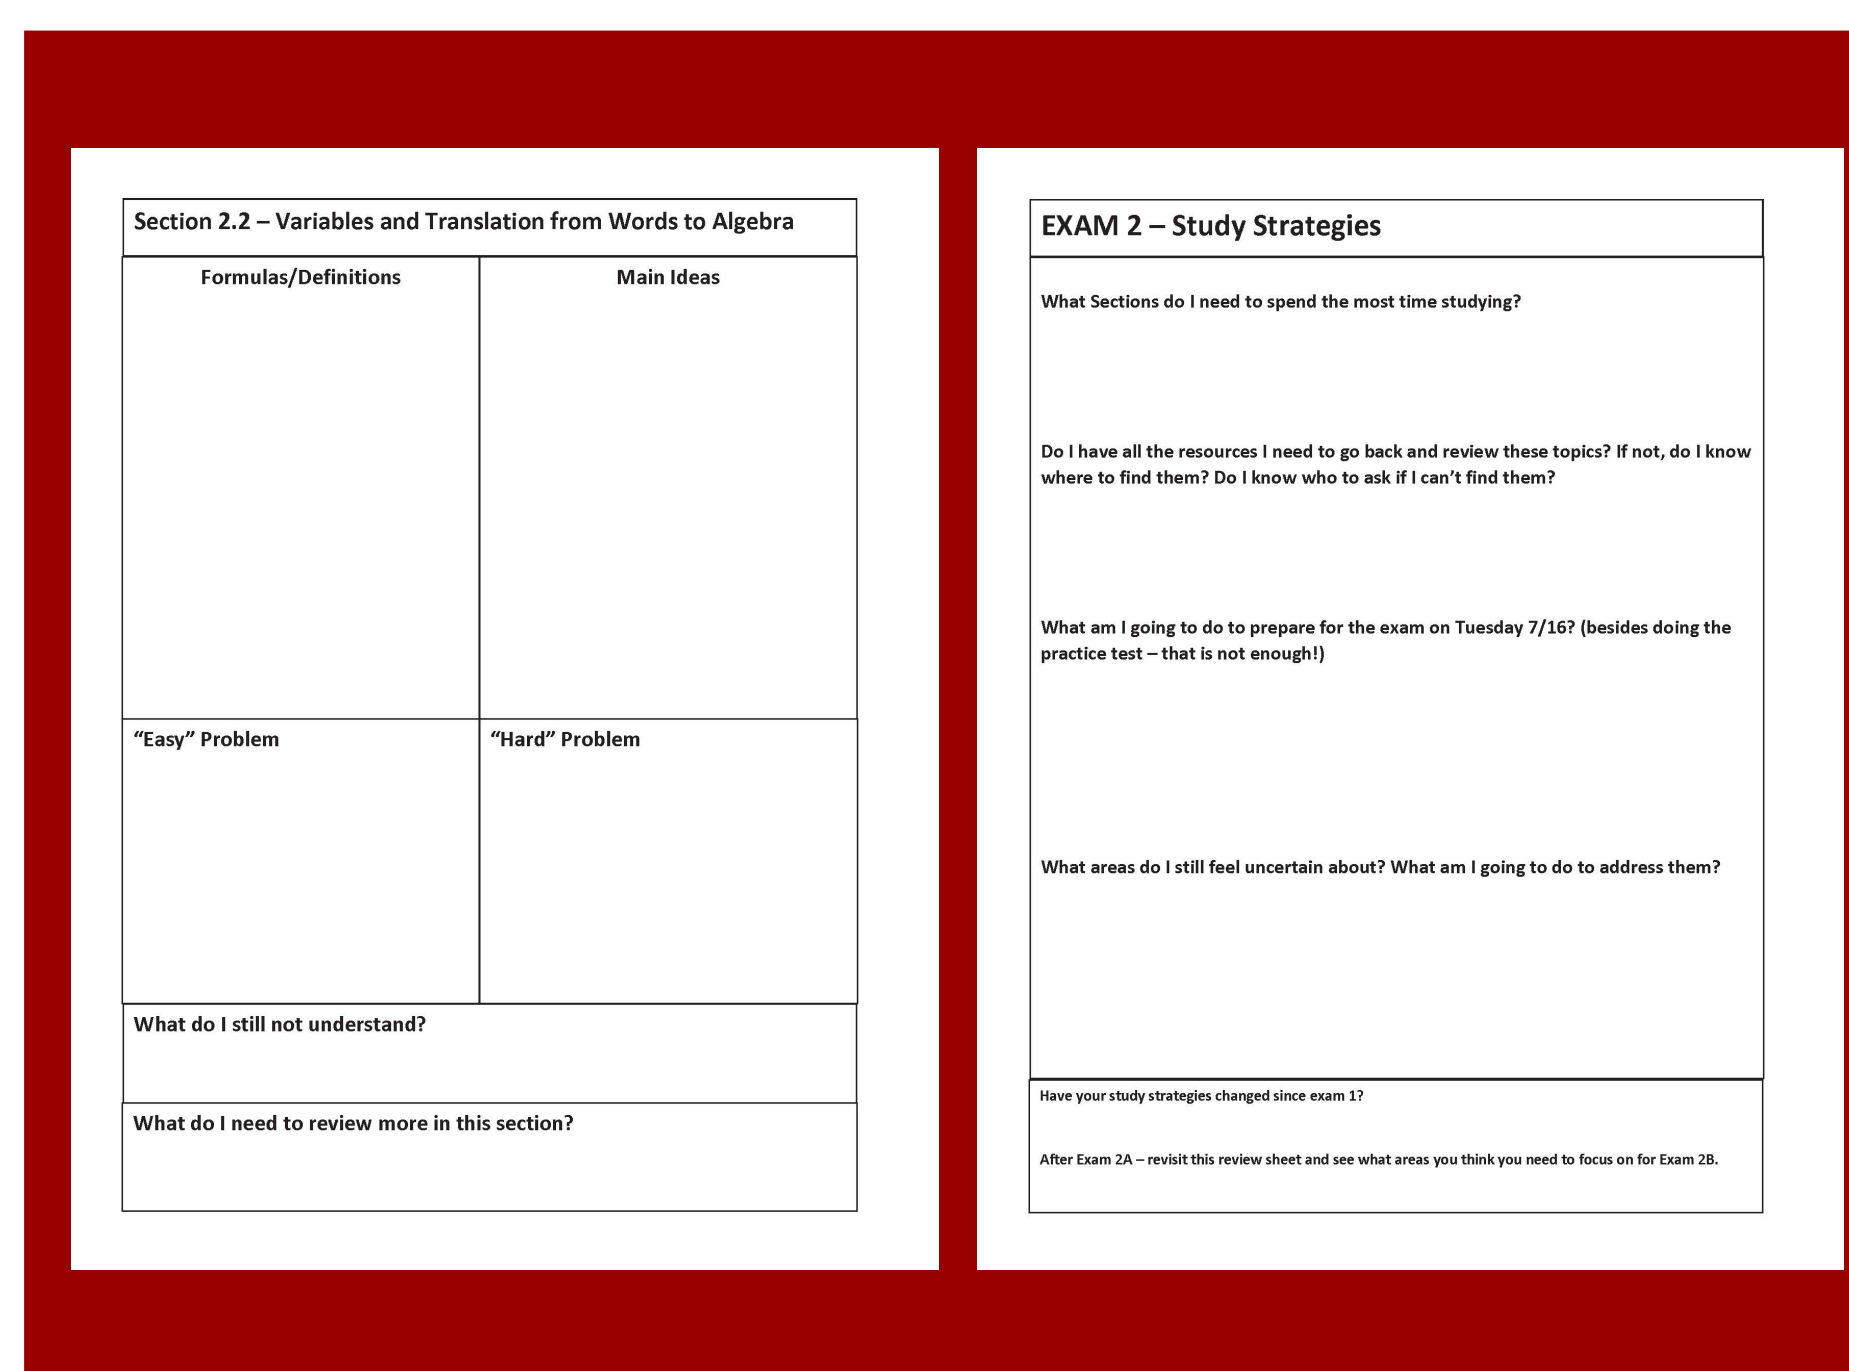 Section 2.2 – Variables and Translation from Words to Algebra
Formulas/Definitions
Main Ideas
“Easy” Problem
“Hard” Problem
What do I still not understand?
What do I need to review more in this section?
EXAM 2 – Study Strategies
What Sections do I need to spend the most time studying?
Do I have all the resources I need to go back and review these topics? If not, do I know
where to find them? Do I know who to ask if I can’t find them?
What am I going to do to prepare for the exam on Tuesday 7/16? (besides doing the
practice test – that is not enough!)
What areas do I still feel uncertain about? What am I going to do to address them?
Have your study strategies changed since exam 1?
After Exam 2A – revisit this review sheet and see what areas you think you need to focus on for Exam 2B.